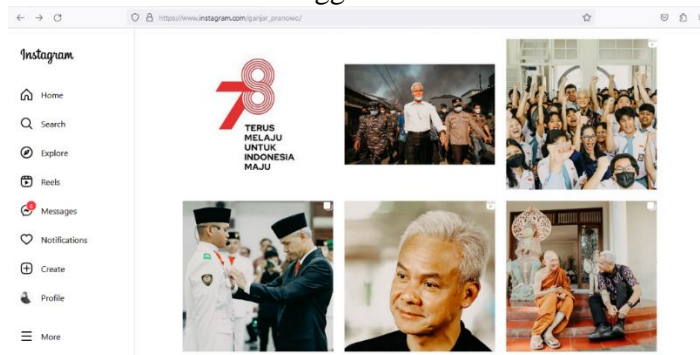 gg
https://www.instagram.com/ganjar_pranowo/
Instagram
Home
Search
Explore
Reels
Messages
Notifications
Create
Profile
More
78
TERUS
MELAJU
UNTUK
INDONESIA
MAJU